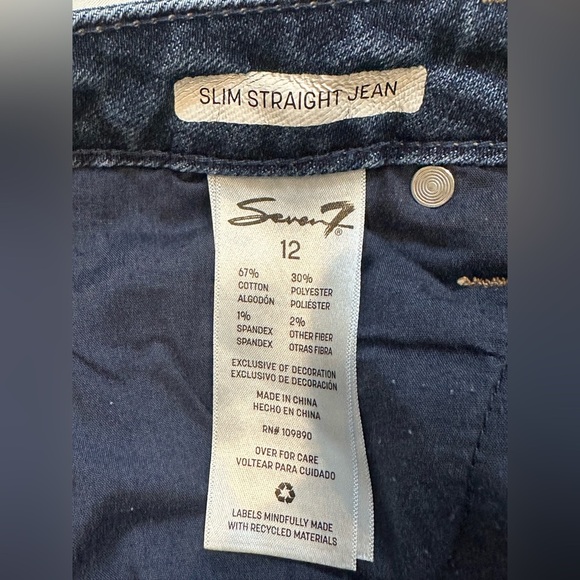 SLIM STRAIGHT JEAN
Seven7®
12
67% 30%
COTTON POLYESTER
ALGODÓN POLIÉSTER
1% 2%
SPANDEX OTHER FIBER
SPANDEX OTRAS FIBRA
EXCLUSIVE OF DECORATION
EXCLUSIVO DE DECORACIÓN
MADE IN CHINA
HECHO EN CHINA
RN# 109890
OVER FOR CARE
VOLTEAR PARA CUIDADO
LABELS MINDFULLY MADE
WITH RECYCLED MATERIALS